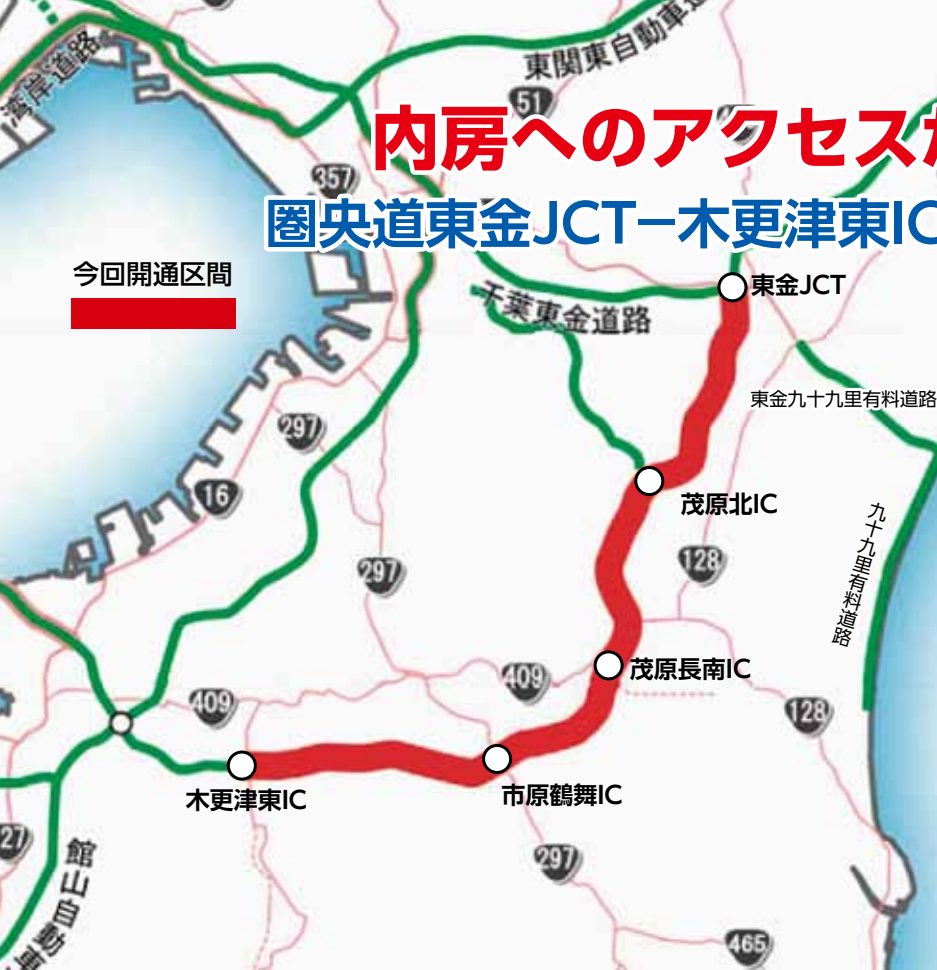 湾岸道路
東関東自動車道
51
内房へのアクセスが
357
圏央道東金JCT－木更津東IC
今回開通区間
東金JCT
千葉東金道路
東金九十九里有料道路
297
16
茂原北IC
九十九里有料道路
297
128
茂原長南IC
409
409
128
木更津東IC
市原鶴舞IC
27
館山自動車
297
465